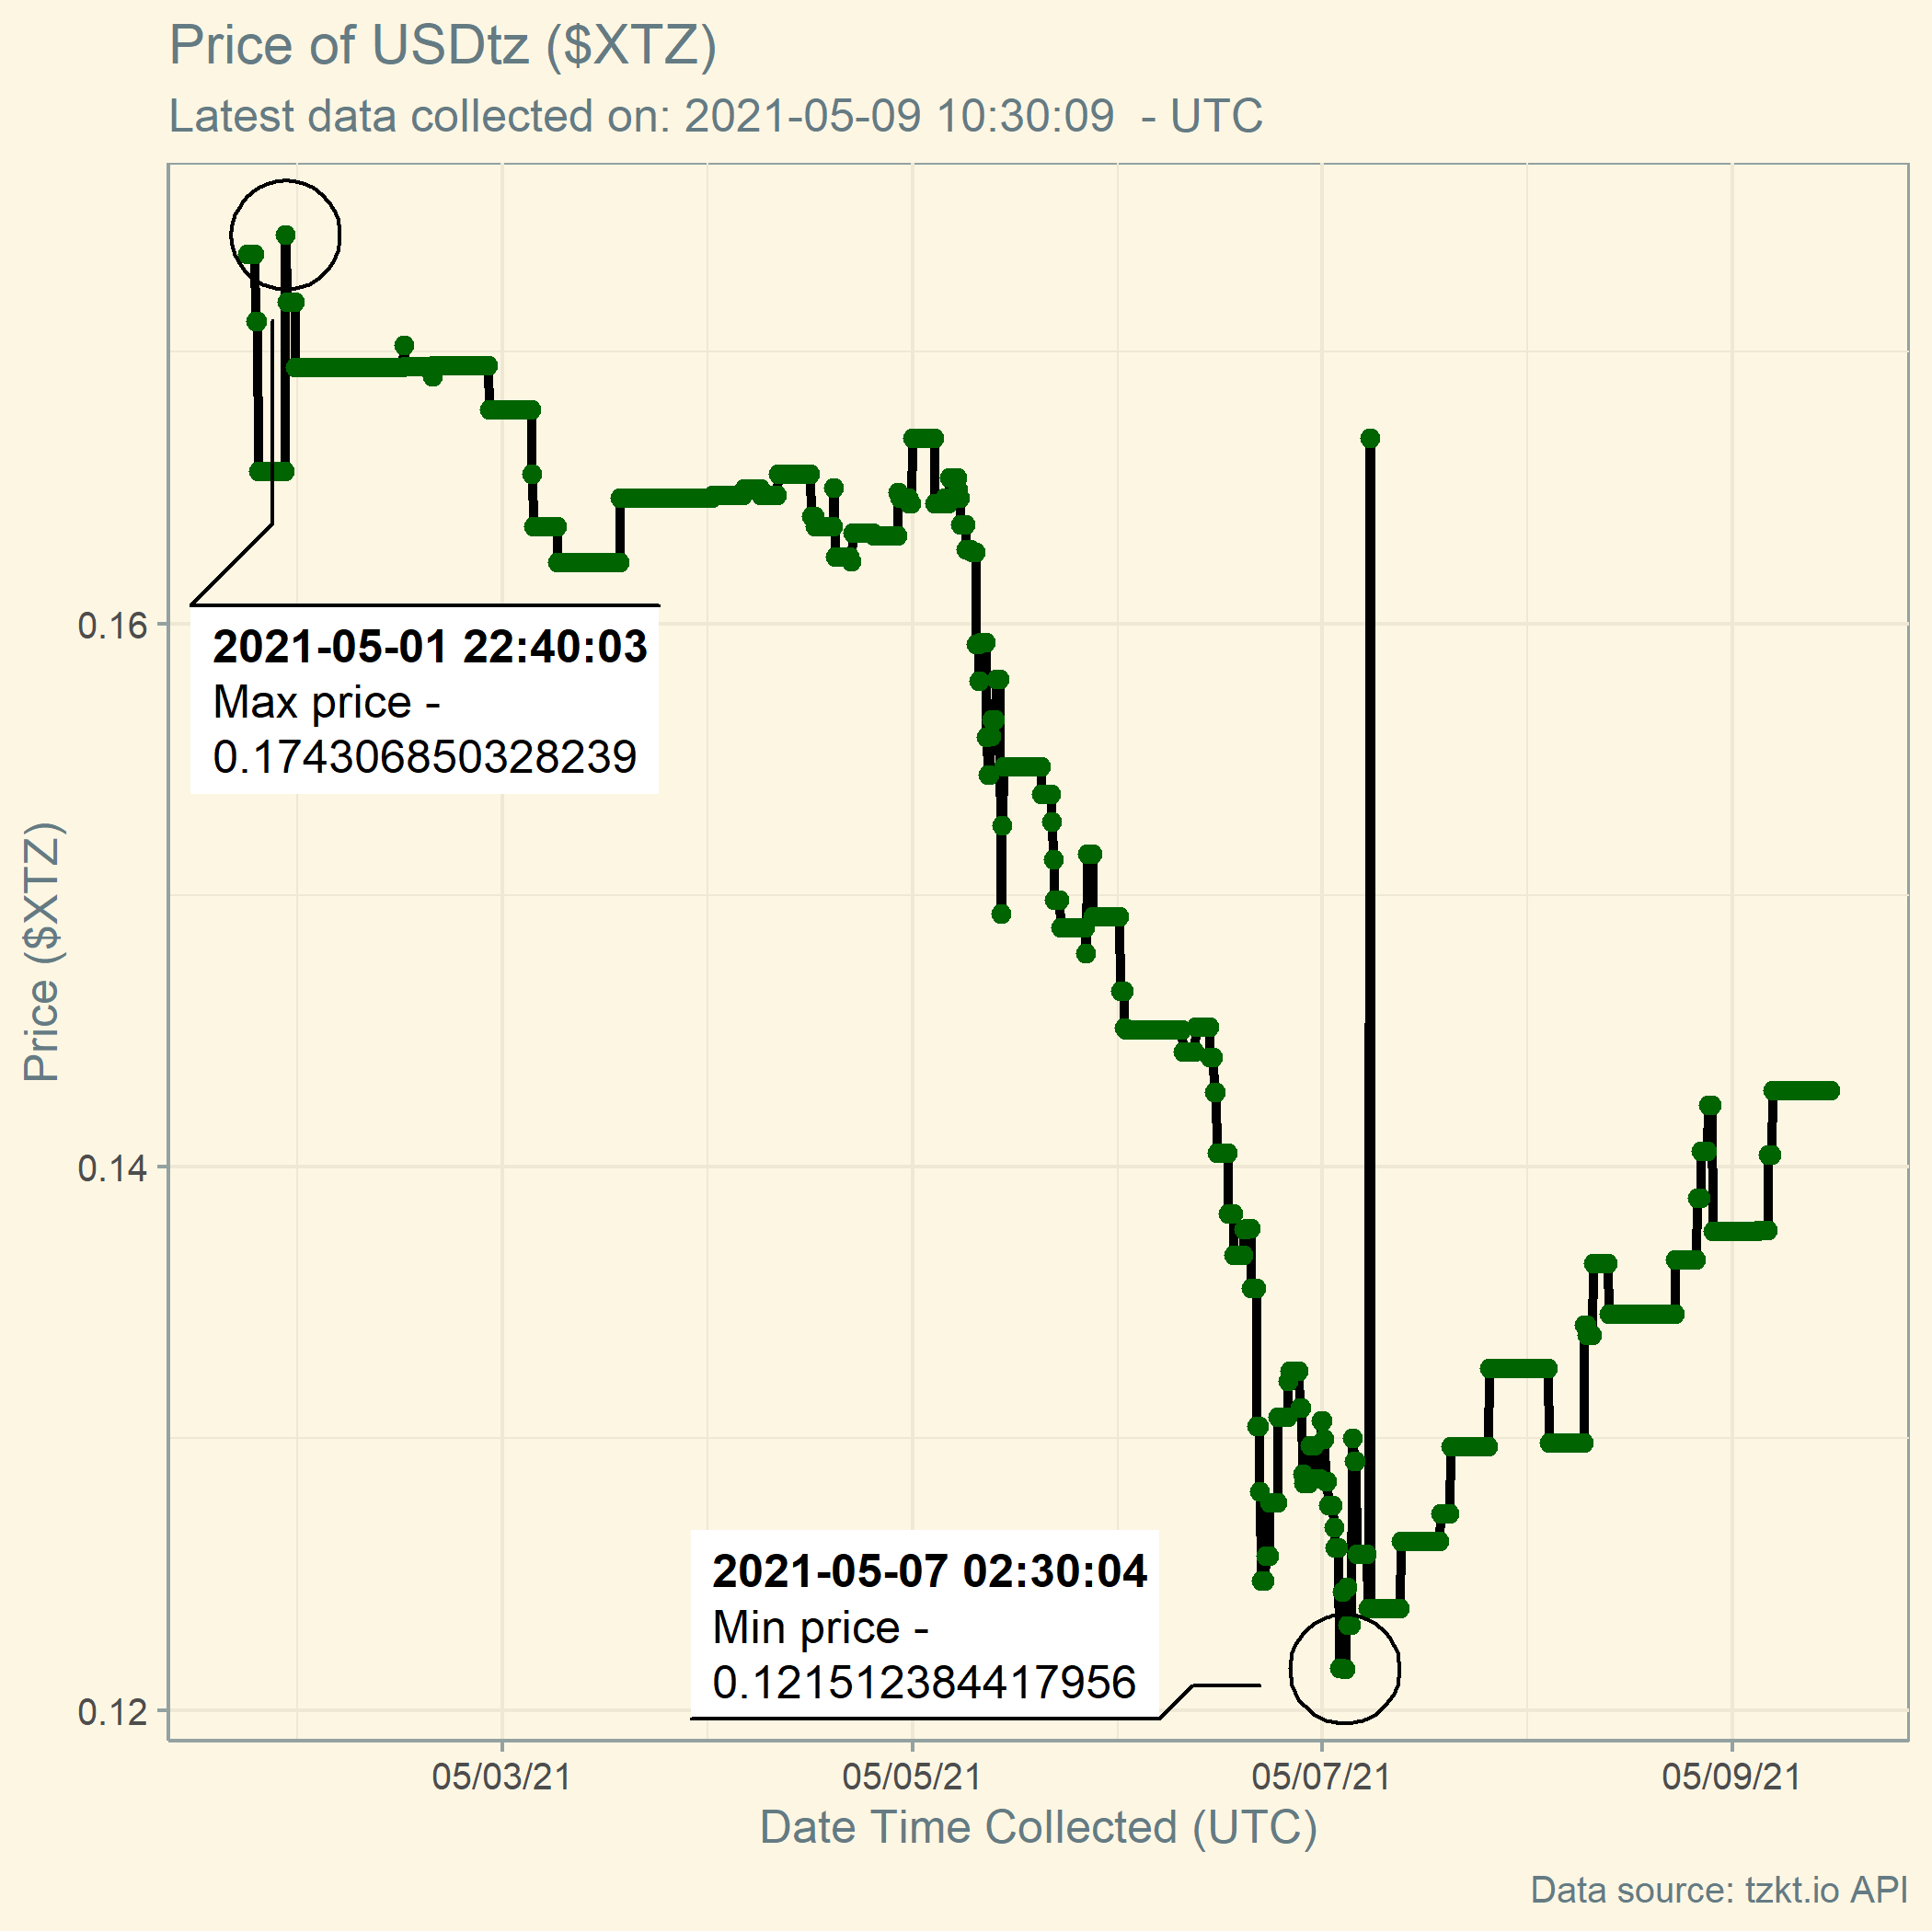 Price of USDtz ($XTZ)
Latest data collected on: 2021-05-09 10:30:09  - UTC
Price ($XTZ)
0.16
0.14
0.12
2021-05-01 22:40:03
Max price -
0.174306850328239
2021-05-07 02:30:04
Min price -
0.121512384417956
05/03/21
05/05/21
05/07/21
05/09/21
Date Time Collected (UTC)
Data source: tzkt.io API